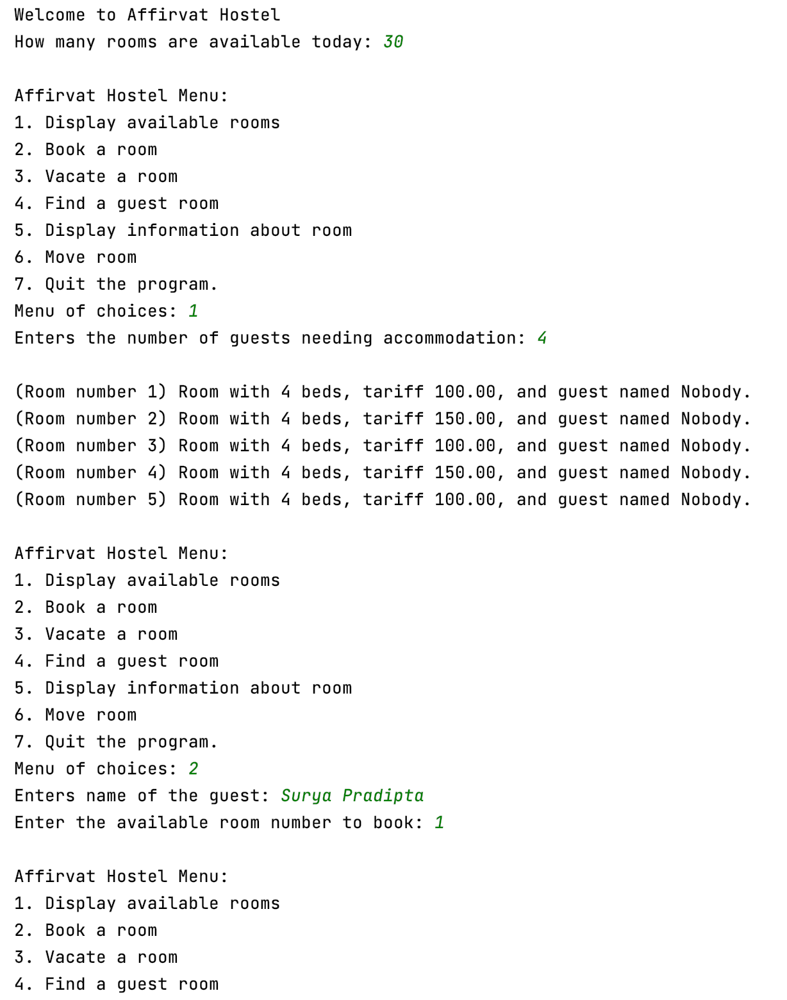 Welcome to Affirvat Hostel
How many rooms are available today: 30
Affirvat Hostel Menu:
1. Display available rooms
2. Book a room
3. Vacate a room
4. Find a guest room
5. Display information about room
6. Move room
7. Quit the program.
Menu of choices: 1
Enters the number of guests needing accommodation: 4
(Room number 1) Room with 4 beds, tariff 100.00, and guest named Nobody.
(Room number 2) Room with 4 beds, tariff 150.00, and guest named Nobody.
(Room number 3) Room with 4 beds, tariff 100.00, and guest named Nobody.
(Room number 4) Room with 4 beds, tariff 150.00, and guest named Nobody.
(Room number 5) Room with 4 beds, tariff 100.00, and guest named Nobody.
Affirvat Hostel Menu:
1. Display available rooms
2. Book a room
3. Vacate a room
4. Find a guest room
5. Display information about room
6. Move room
7. Quit the program.
Menu of choices: 2
Enters name of the guest: Surya Pradipta
Enter the available room number to book: 1
Affirvat Hostel Menu:
1. Display available rooms
2. Book a room
3. Vacate a room
4. Find a guest room